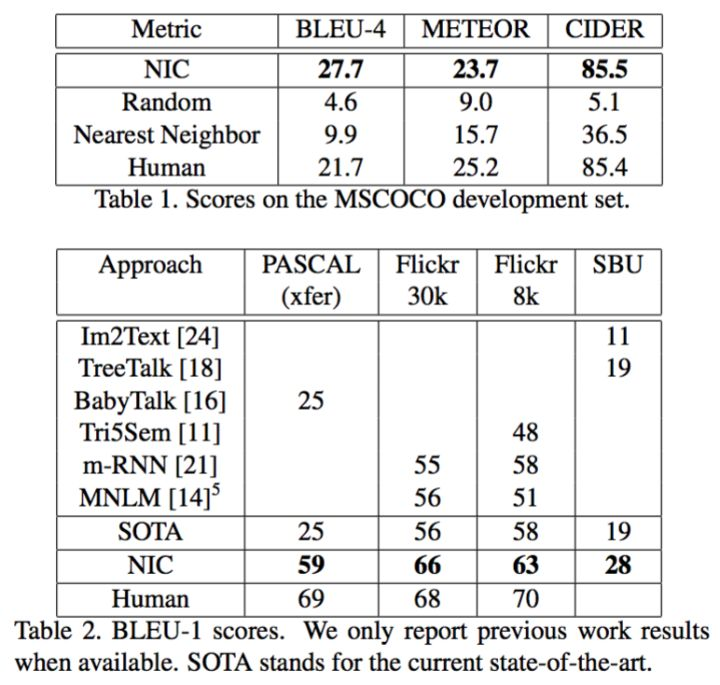 Metric BLEU-4 METEOR CIDER
NIC 27.7 23.7 85.5
Random 4.6 9.0 5.1
Nearest Neighbor 9.9 15.7 36.5
Human 21.7 25.2 85.4
Table 1. Scores on the MSCOCO development set.
Approach PASCAL Flickr Flickr SBU
(xfer) 30k 8k
Im2Text [24] 11
TreeTalk [18] 19
BabyTalk [16] 25
Tri5Sem [11] 48
m-RNN [21] 55 58
MNLM [14]⁵ 56 51
SOTA 25 56 58 19
NIC 59 66 63 28
Human 69 68 70
Table 2. BLEU-1 scores. We only report previous work results
when available. SOTA stands for the current state-of-the-art.